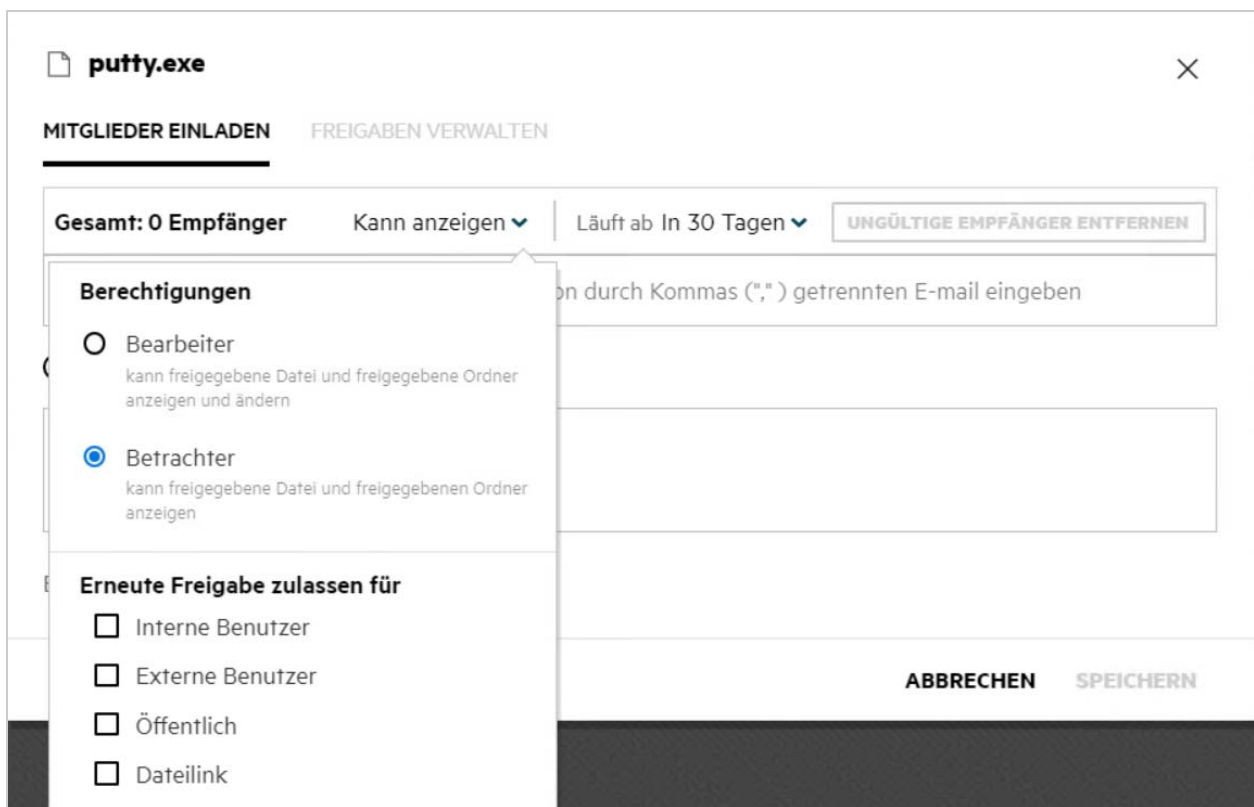 putty.exe
MITGLIEDER EINLADEN FREIGABEN VERWALTEN
Gesamt: 0 Empfänger Kann anzeigen Läuft ab In 30 Tagen UNGÜLTIGE EMPFÄNGER ENTFERNEN
durch Kommas ("," ) getrennten E-mail eingeben
Berechtigungen
Bearbeiter
kann freigegebene Datei und freigegebene Ordner
anzeigen und ändern
Betrachter
kann freigegebene Datei und freigegebenen Ordner
anzeigen
Erneute Freigabe zulassen für
Interne Benutzer
Externe Benutzer
Öffentlich
Dateilink
ABBRECHEN SPEICHERN